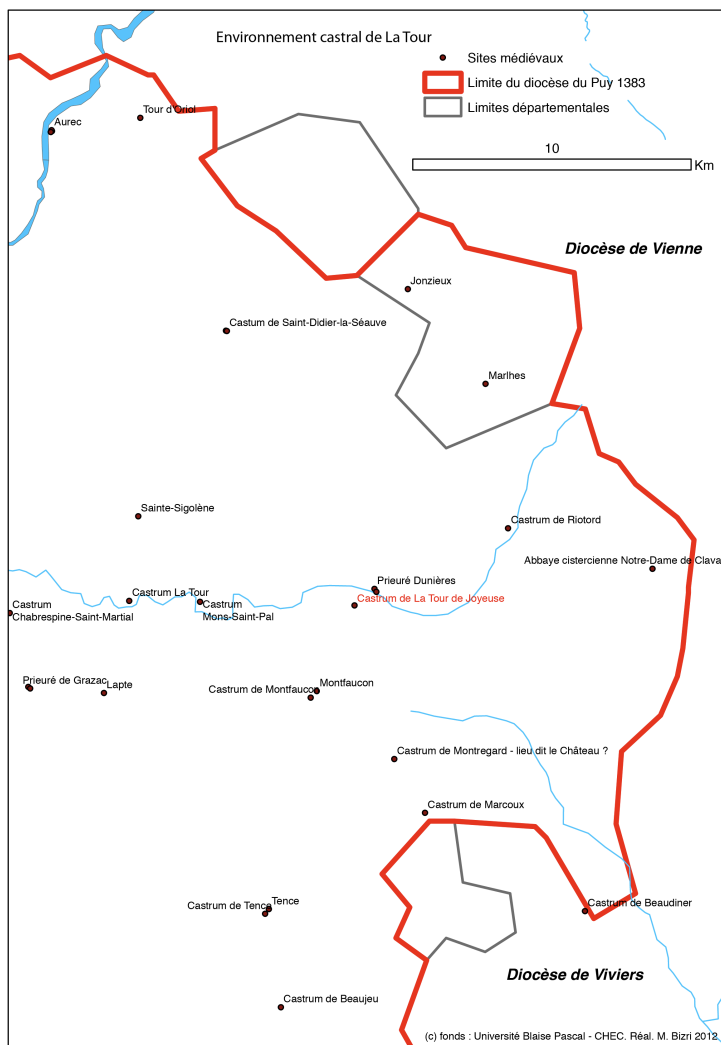 Environnement castral de La Tour
Sites médiévaux
Limite du diocèse du Puy 1383
Limites départementales
10
Km
Tour d'Oriol
Aurec
Diocèse de Vienne
Jonzieux
Castum de Saint-Didier-la-Séauve
Marlhes
Sainte-Sigolène
Castrum de Riotord
Abbaye cistercienne Notre-Dame de Clava
Prieuré Dunières
Castrum La Tour
Castrum de La Tour de Joyeuse
Castrum
Chabrespine-Saint-Martial
Castrum
Mons-Saint-Pal
Prieuré de Grazac
Lapte
Castrum de Montfaucon
Montfaucon
Castrum de Montregard - lieu dit le Château ?
Castrum de Marcoux
Castrum de Tence
Tence
Castrum de Beaudiner
Diocèse de Viviers
Castrum de Beaujeu
(c) fonds : Université Blaise Pascal - CHEC. Réal. M. Bizri 2012